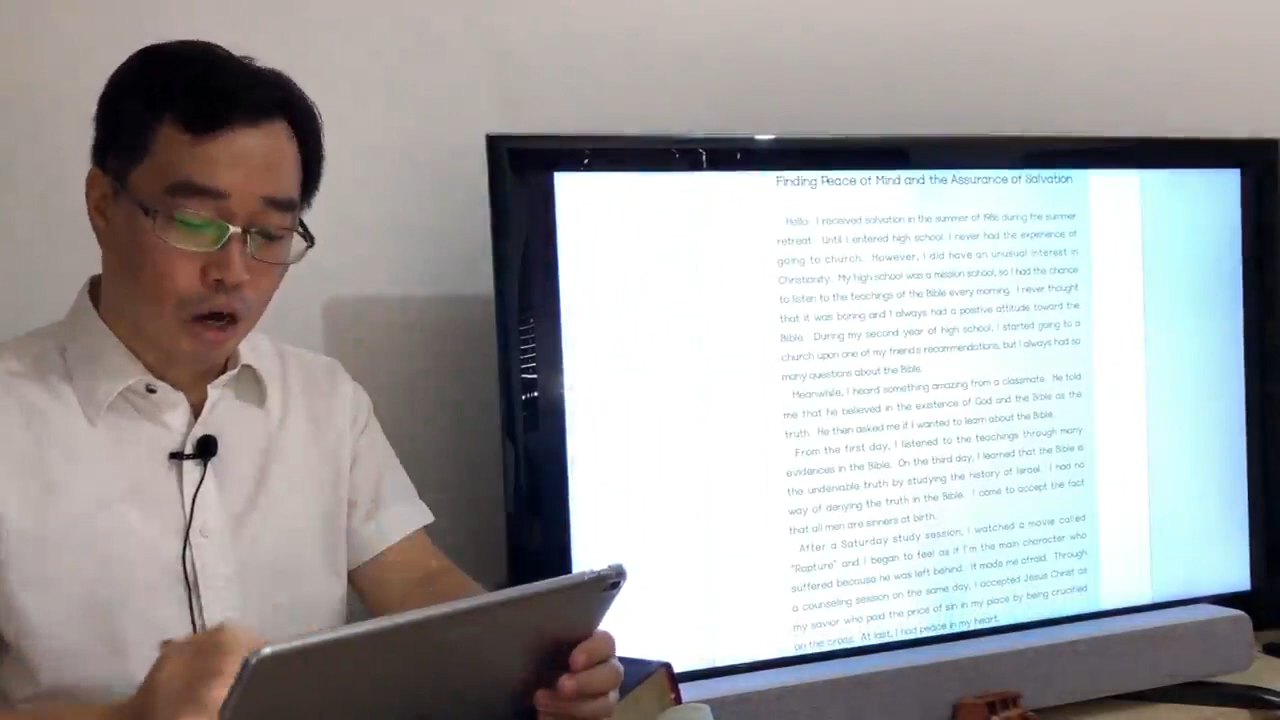 Finding Peace of Mind and the Assurance of Salvation
Hello. I received salvation in the summer of 1986 during the summer
retreat. Until I entered high school, I never had the experience of
going to church. However, I did have an unusual interest in
Christianity. My high school was a mission school, so I had the chance
to listen to the teachings of the Bible every morning. I never thought
that it was boring and I always had a positive attitude toward the
Bible. During my second year of high school, I started going to a
church upon one of my friend's recommendations, but I always had so
many questions about the Bible.
Meanwhile, I heard something amazing from a classmate. He told
me that he believed in the existence of God and the Bible as the
truth. He then asked me if I wanted to learn about the Bible.
From the first day, I listened to the teachings through many
evidences in the Bible. On the third day, I learned that the Bible is
the undeniable truth by studying the history of Israel. I had no
way of denying the truth in the Bible. I came to accept the fact
that all men are sinners at birth.
After a Saturday study session, I watched a movie called
"Rapture" and I began to feel as if I'm the main character who
suffered because he was left behind. It made me afraid. Through
a counseling session on the same day, I accepted Jesus Christ as
my savior who paid the price of sin in my place by being crucified
on the cross. At last, I had peace in my heart.